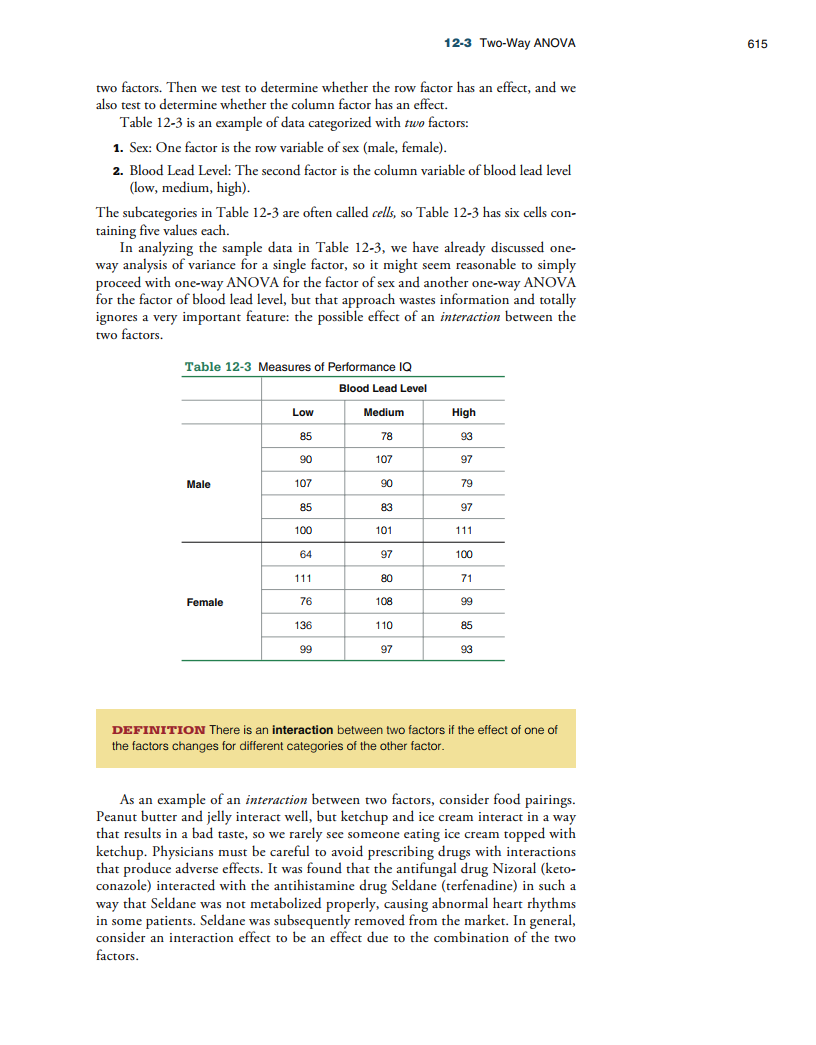 12-3 Two-Way ANOVA 615
two factors. Then we test to determine whether the row factor has an effect, and we
also test to determine whether the column factor has an effect.
Table 12-3 is an example of data categorized with two factors:
1. Sex: One factor is the row variable of sex (male, female).
2. Blood Lead Level: The second factor is the column variable of blood lead level
(low, medium, high).
The subcategories in Table 12-3 are often called cells, so Table 12-3 has six cells con-
taining five values each.
In analyzing the sample data in Table 12-3, we have already discussed one-
way analysis of variance for a single factor, so it might seem reasonable to simply
proceed with one-way ANOVA for the factor of sex and another one-way ANOVA
for the factor of blood lead level, but that approach wastes information and totally
ignores a very important feature: the possible effect of an interaction between the
two factors.
Table 12-3 Measures of Performance IQ
Blood Lead Level
Low Medium High
85 78 93
90 107 97
Male 107 90 79
85 83 97
100 101 111
64 97 100
111 80 71
Female 76 108 99
136 110 85
99 97 93
DEFINITION There is an interaction between two factors if the effect of one of
the factors changes for different categories of the other factor.
As an example of an interaction between two factors, consider food pairings.
Peanut butter and jelly interact well, but ketchup and ice cream interact in a way
that results in a bad taste, so we rarely see someone eating ice cream topped with
ketchup. Physicians must be careful to avoid prescribing drugs with interactions
that produce adverse effects. It was found that the antifungal drug Nizoral (keto-
conazole) interacted with the antihistamine drug Seldane (terfenadine) in such a
way that Seldane was not metabolized properly, causing abnormal heart rhythms
in some patients. Seldane was subsequently removed from the market. In general,
consider an interaction effect to be an effect due to the combination of the two
factors.